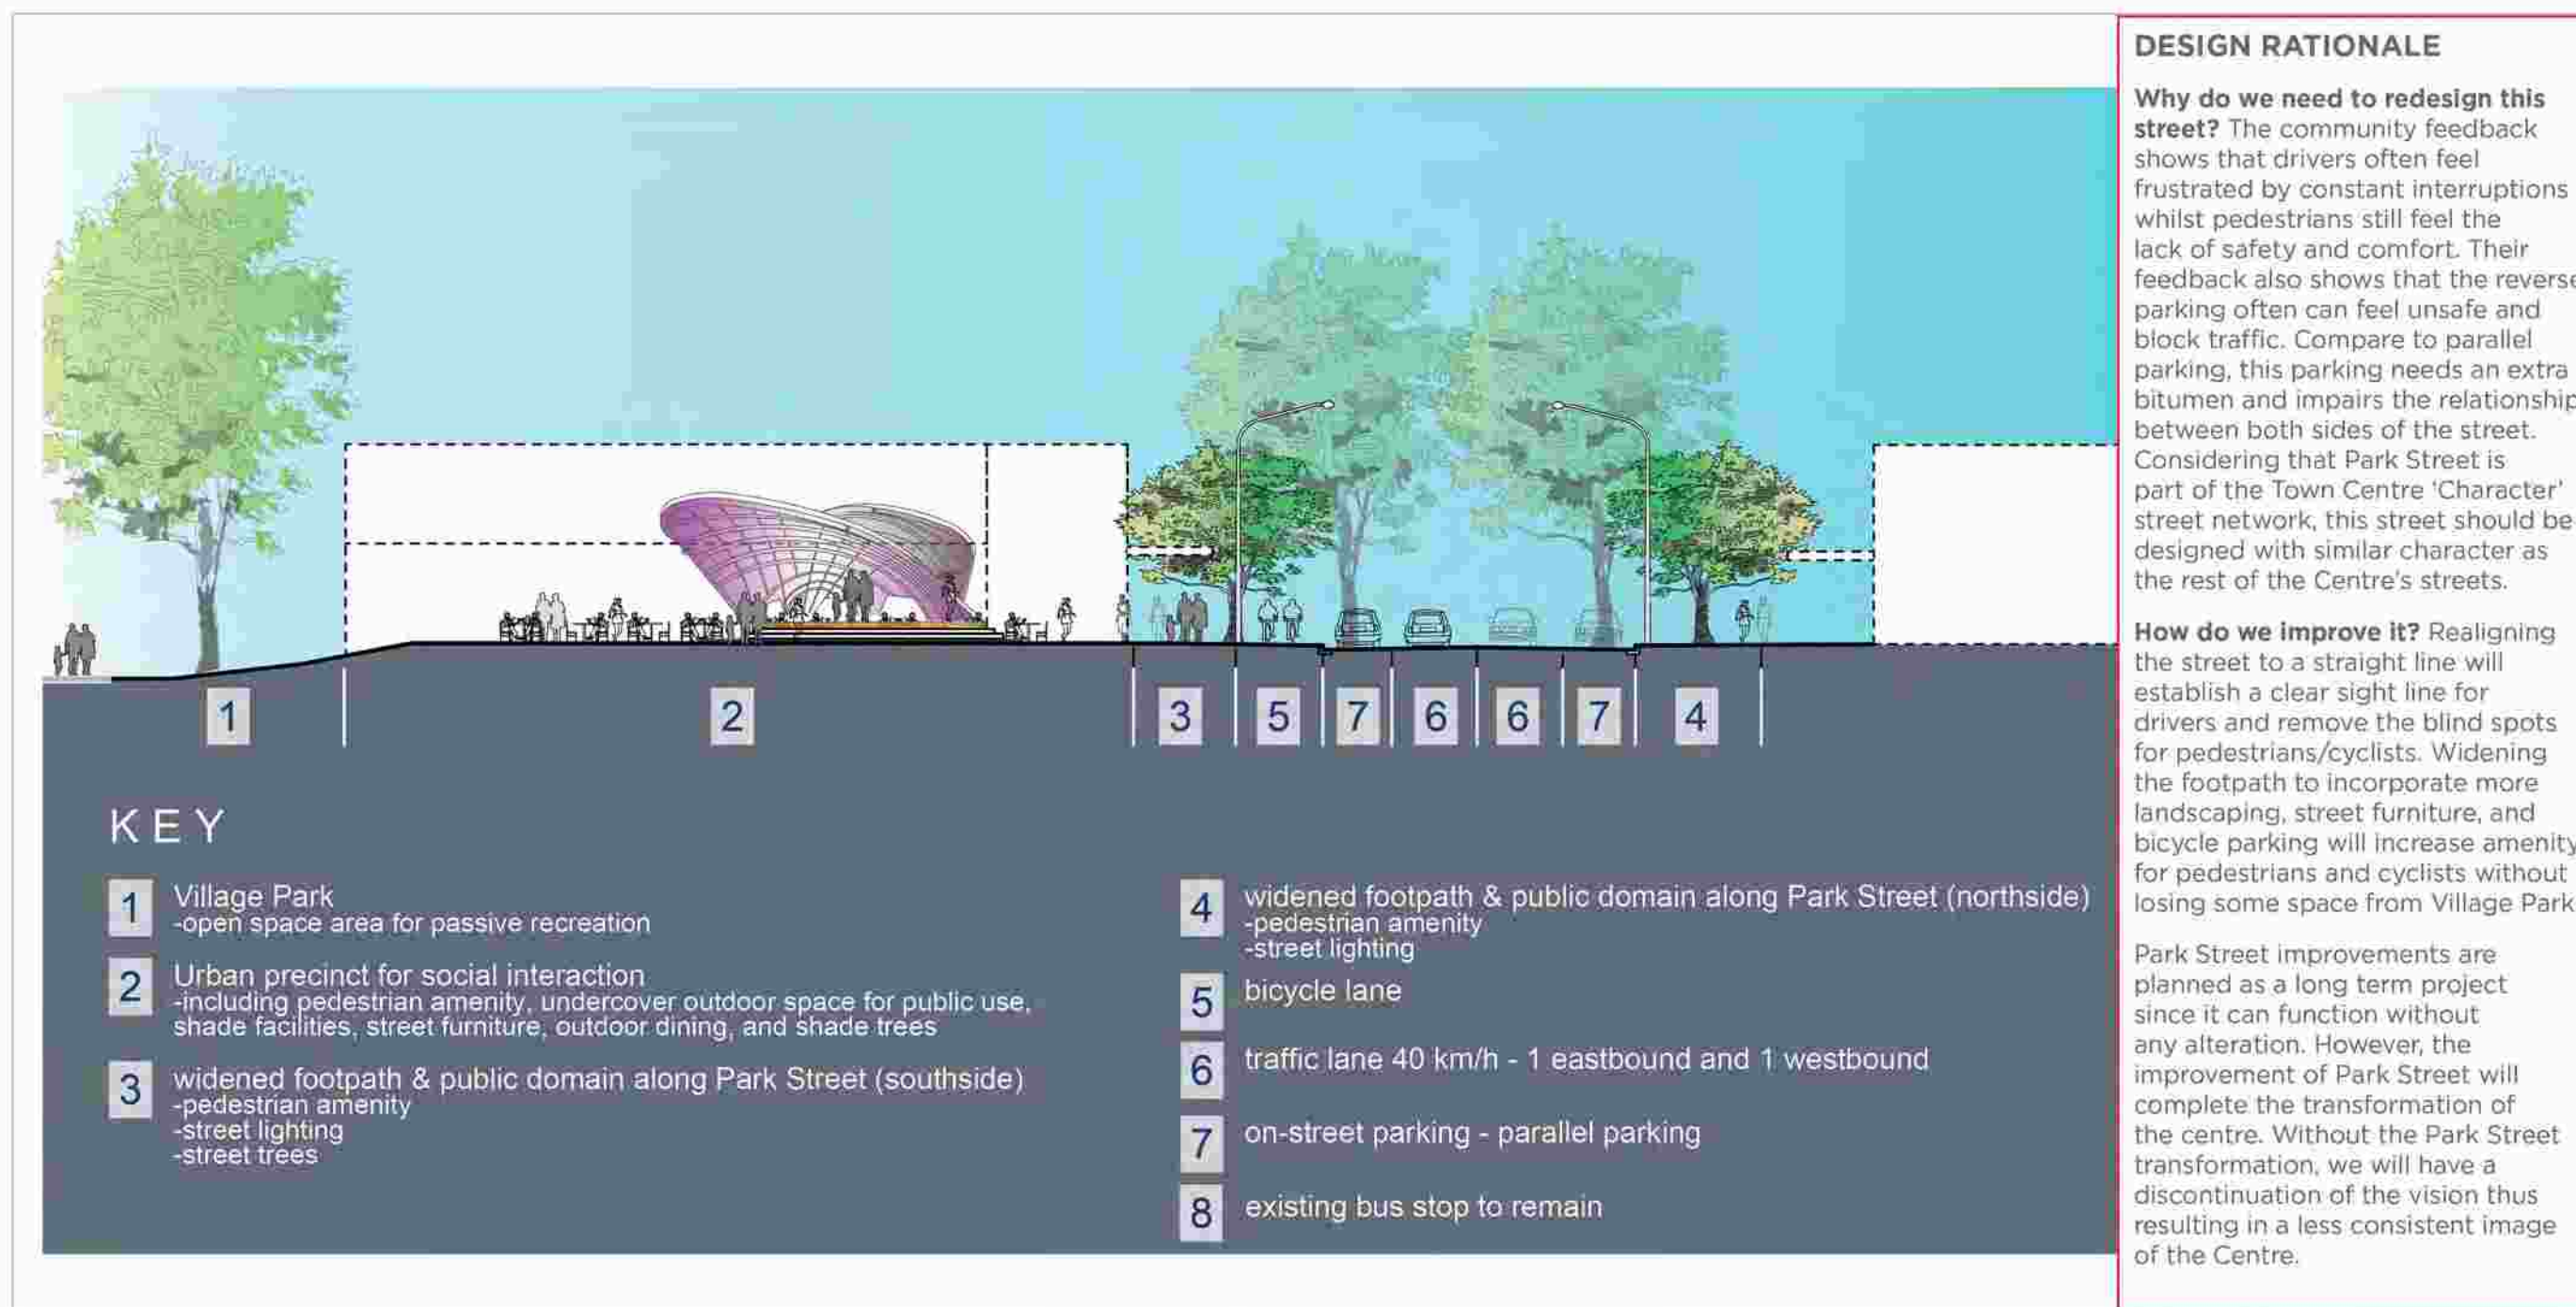 1
2
3
5
7
6
6
7
4
KEY
1 Village Park
-open space area for passive recreation
2 Urban precinct for social interaction
-including pedestrian amenity, undercover outdoor space for public use,
shade facilities, street furniture, outdoor dining, and shade trees
3 widened footpath & public domain along Park Street (southside)
-pedestrian amenity
-street lighting
-street trees
4 widened footpath & public domain along Park Street (northside)
-pedestrian amenity
-street lighting
5 bicycle lane
6 traffic lane 40 km/h - 1 eastbound and 1 westbound
7 on-street parking - parallel parking
8 existing bus stop to remain
DESIGN RATIONALE
Why do we need to redesign this
street? The community feedback
shows that drivers often feel
frustrated by constant interruptions
whilst pedestrians still feel the
lack of safety and comfort. Their
feedback also shows that the reverse
parking often can feel unsafe and
block traffic. Compare to parallel
parking, this parking needs an extra
bitumen and impairs the relationship
between both sides of the street.
Considering that Park Street is
part of the Town Centre 'Character'
street network, this street should be
designed with similar character as
the rest of the Centre's streets.
How do we improve it? Realigning
the street to a straight line will
establish a clear sight line for
drivers and remove the blind spots
for pedestrians/cyclists. Widening
the footpath to incorporate more
landscaping, street furniture, and
bicycle parking will increase amenity
for pedestrians and cyclists without
losing some space from Village Park
Park Street improvements are
planned as a long term project
since it can function without
any alteration. However, the
improvement of Park Street will
complete the transformation of
the centre. Without the Park Street
transformation, we will have a
discontinuation of the vision thus
resulting in a less consistent image
of the Centre.